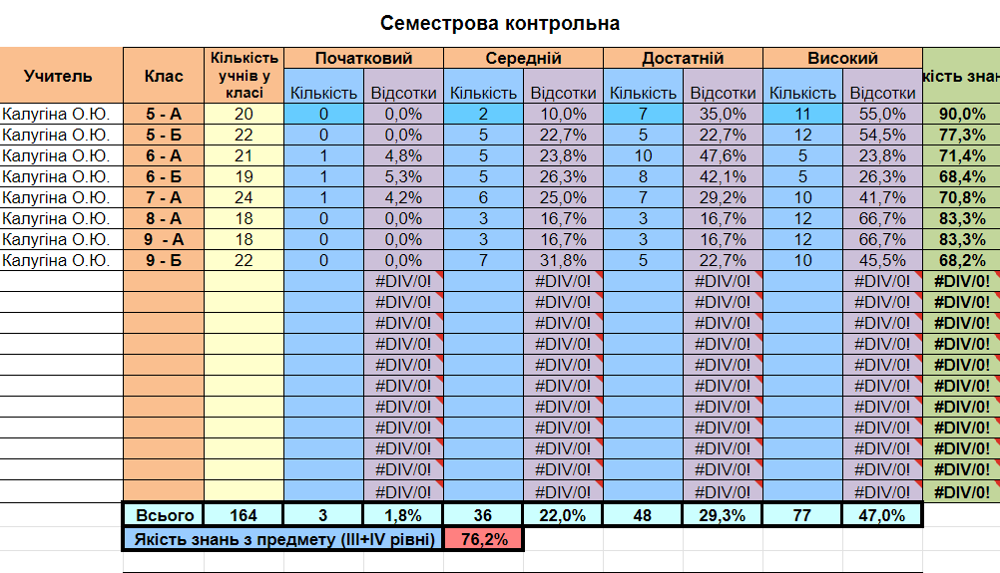 Семестрова контрольна
Учитель Клас Кількість учнів у класі Початковий Середній Достатній Високий кість знан
Кількість Відсотки Кількість Відсотки Кількість Відсотки Кількість Відсотки
Калугіна О.Ю. 5 - А 20 0 0,0% 2 10,0% 7 35,0% 11 55,0% 90,0%
Калугіна О.Ю. 5 - Б 22 0 0,0% 5 22,7% 5 22,7% 12 54,5% 77,3%
Калугіна О.Ю. 6 - А 21 1 4,8% 5 23,8% 10 47,6% 5 23,8% 71,4%
Калугіна О.Ю. 6 - Б 19 1 5,3% 5 26,3% 8 42,1% 5 26,3% 68,4%
Калугіна О.Ю. 7 - А 24 1 4,2% 6 25,0% 7 29,2% 10 41,7% 70,8%
Калугіна О.Ю. 8 - А 18 0 0,0% 3 16,7% 3 16,7% 12 66,7% 83,3%
Калугіна О.Ю. 9 - А 18 0 0,0% 3 16,7% 3 16,7% 12 66,7% 83,3%
Калугіна О.Ю. 9 - Б 22 0 0,0% 7 31,8% 5 22,7% 10 45,5% 68,2%
#DIV/0! #DIV/0! #DIV/0! #DIV/0! #DIV/0!
#DIV/0! #DIV/0! #DIV/0! #DIV/0! #DIV/0!
#DIV/0! #DIV/0! #DIV/0! #DIV/0! #DIV/0!
#DIV/0! #DIV/0! #DIV/0! #DIV/0! #DIV/0!
#DIV/0! #DIV/0! #DIV/0! #DIV/0! #DIV/0!
#DIV/0! #DIV/0! #DIV/0! #DIV/0! #DIV/0!
#DIV/0! #DIV/0! #DIV/0! #DIV/0! #DIV/0!
#DIV/0! #DIV/0! #DIV/0! #DIV/0! #DIV/0!
#DIV/0! #DIV/0! #DIV/0! #DIV/0! #DIV/0!
#DIV/0! #DIV/0! #DIV/0! #DIV/0! #DIV/0!
#DIV/0! #DIV/0! #DIV/0! #DIV/0! #DIV/0!
Всього 164 3 1,8% 36 22,0% 48 29,3% 77 47,0%
Якість знань з предмету (III+IV рівні) 76,2%